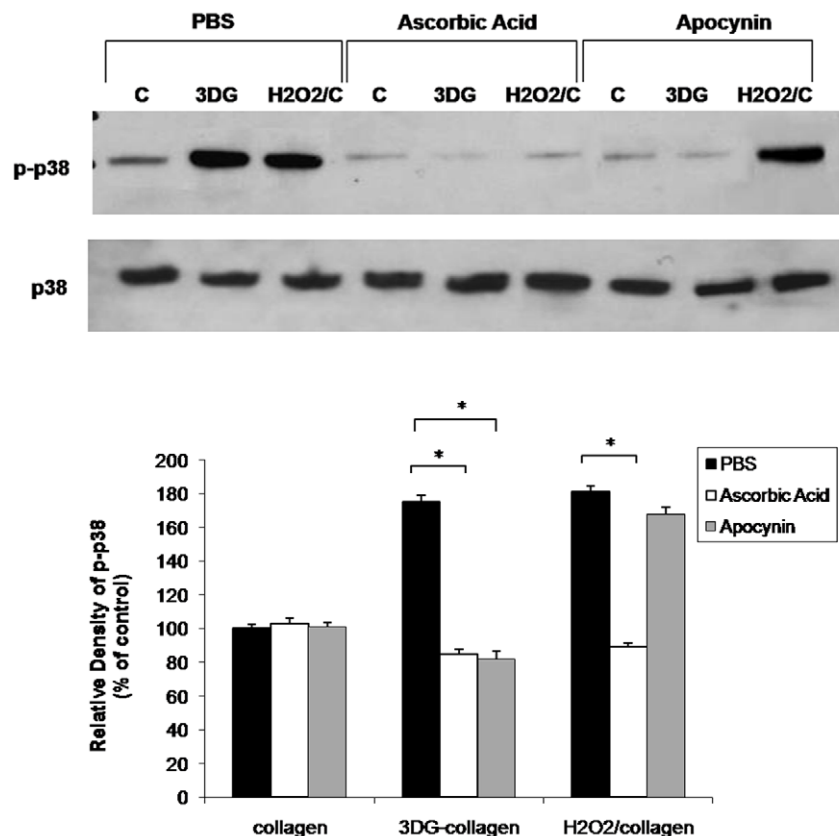 PBS Ascorbic Acid Apocynin
C 3DG H2O2/C C 3DG H2O2/C C 3DG H2O2/C
p-p38
p38
* 
*
*
PBS
Ascorbic Acid
Apocynin
Relative Density of p-p38
(% of control)
200
180
160
140
120
100
80
60
40
20
0
collagen 3DG-collagen H2O2/collagen